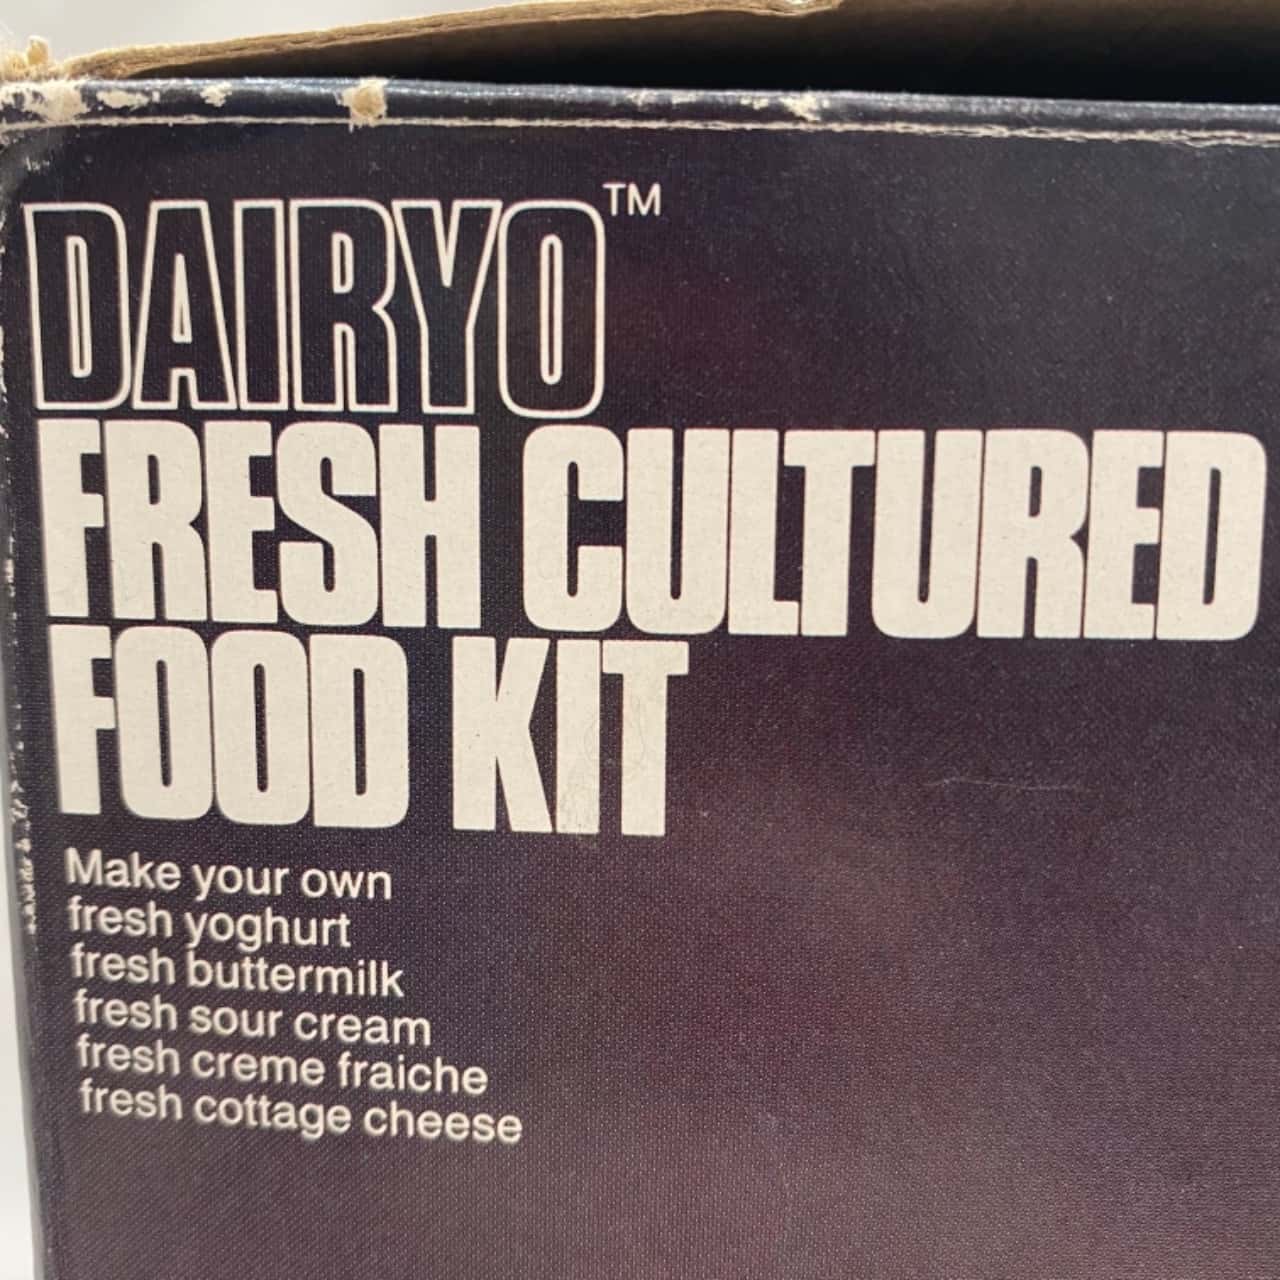 DAIRYO™
FRESH CULTURED
FOOD KIT
Make your own
fresh yoghurt
fresh buttermilk
fresh sour cream
fresh creme fraiche
fresh cottage cheese